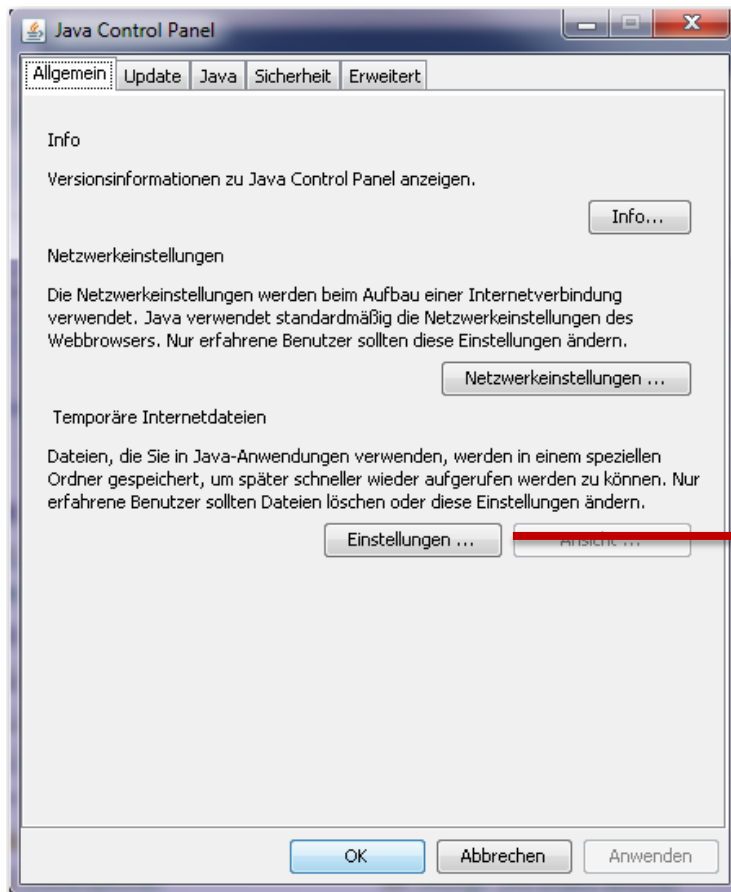 Java Control Panel
Allgemein Update Java Sicherheit Erweitert
Info
Versionsinformationen zu Java Control Panel anzeigen.
Info...
Netzwerkeinstellungen
Die Netzwerkeinstellungen werden beim Aufbau einer Internetverbindung
verwendet. Java verwendet standardmäßig die Netzwerkeinstellungen des
Webbrowsers. Nur erfahrene Benutzer sollten diese Einstellungen ändern.
Netzwerkeinstellungen ...
Temporäre Internetdateien
Dateien, die Sie in Java-Anwendungen verwenden, werden in einem speziellen
Ordner gespeichert, um später schneller wieder aufgerufen werden zu können. Nur
erfahrene Benutzer sollten Dateien löschen oder diese Einstellungen ändern.
Einstellungen ... Ansicht ...
OK Abbrechen Anwenden